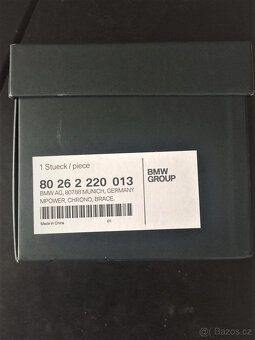 1 Stueck / piece
80 26 2 220 013
BMW AG, 80788 MUNICH, GERMANY
MPOWER, CHRONO, BRACE.
Made in China
01
BMW
GROUP
Bazoš.cz